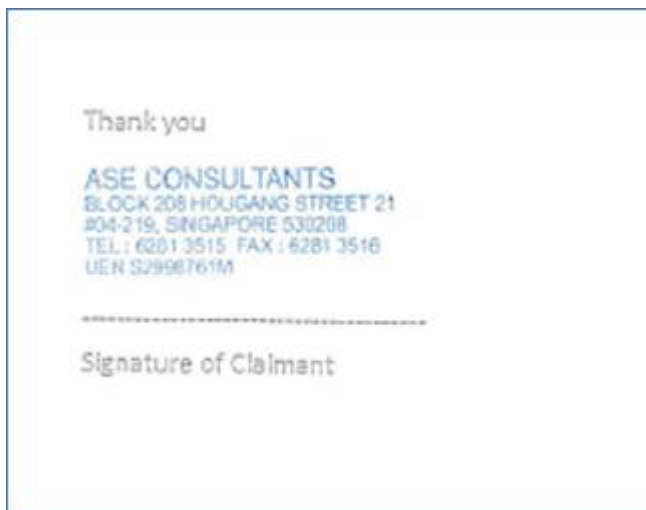 Thank you
ASE CONSULTANTS
BLOCK 208 HOUGANG STREET 21
#04-219, SINGAPORE 530208
TEL : 6281 3515 FAX : 6281 3516
UEN S2998761M
Signature of Claimant